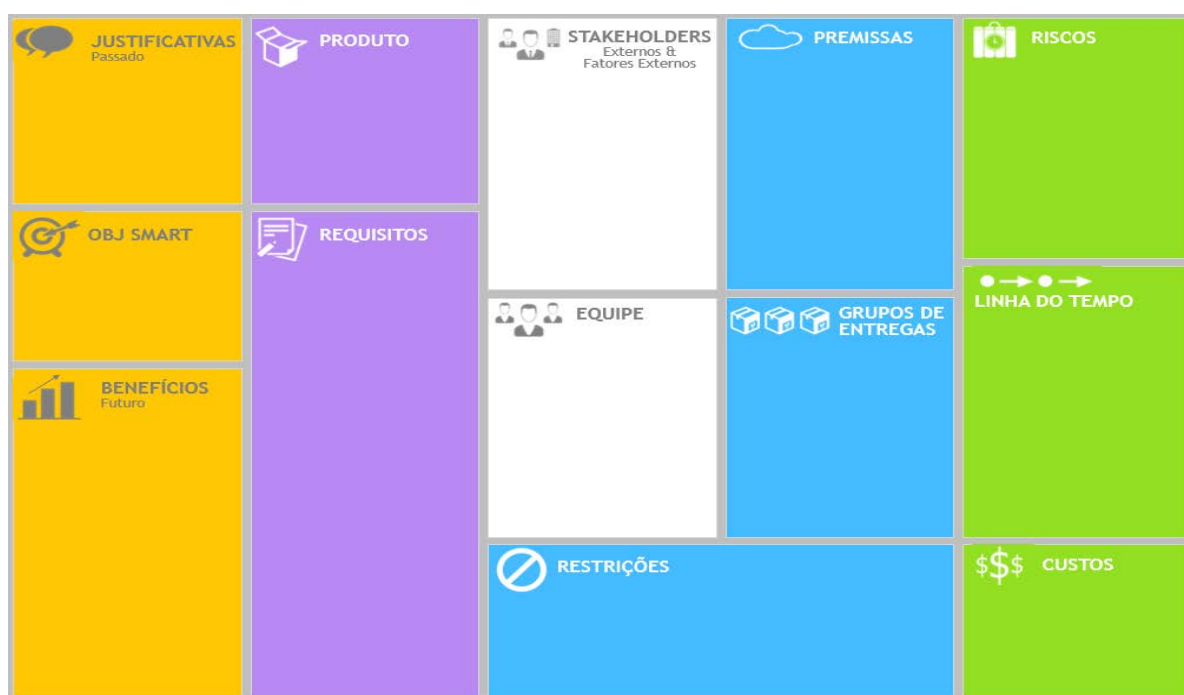 JUSTIFICATIVAS
Passado
OBJ SMART
BENEFÍCIOS
Futuro
PRODUTO
REQUISITOS
STAKEHOLDERS
Externos &
Fatores Externos
EQUIPE
PREMISSAS
GRUPOS DE
ENTREGAS
RESTRIÇÕES
RISCOS
LINHA DO TEMPO
$$$ CUSTOS